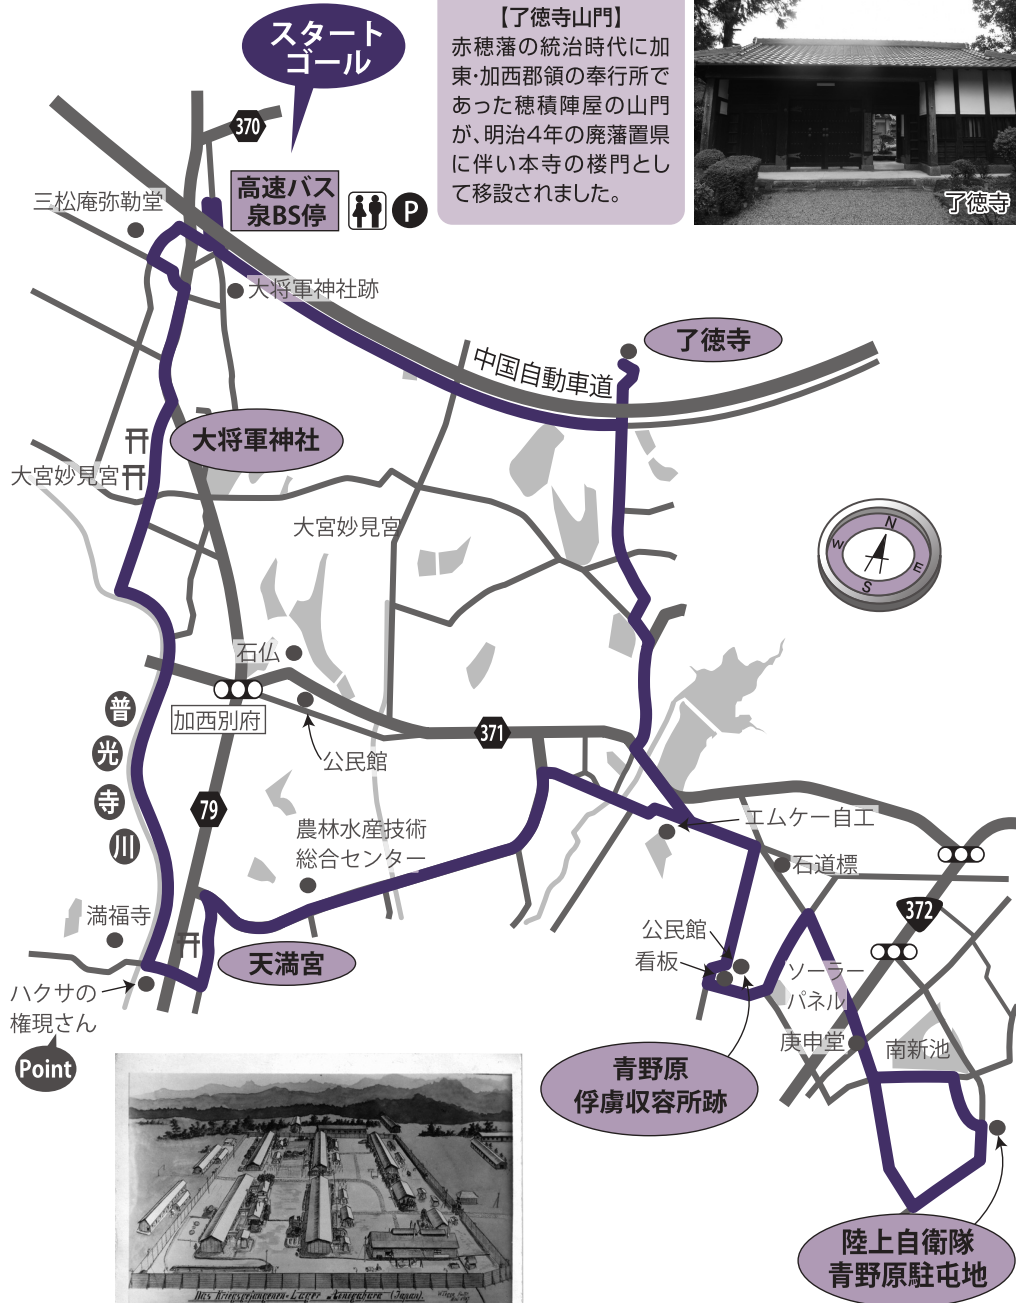 スタート
ゴール
【了徳寺山門】
赤穂藩の統治時代に加
東・加西郡領の奉行所で
あった穂積陣屋の山門
が、明治4年の廃藩置県
に伴い本寺の楼門とし
て移設されました。
了徳寺
370
高速バス
泉BS停
P
三松庵弥勒堂
大将軍神社跡
中国自動車道
了徳寺
大将軍神社
大宮妙見宮
大宮妙見宮
N
W
E
S
石仏
加西別府
公民館
371
普
光
寺
川
79
農林水産技術
総合センター
エムケー自工
石道標
372
満福寺
天満宮
公民館
看板
ソーラー
パネル
ハクサの
権現さん
Point
庚申堂
南新池
青野原
俘虜収容所跡
陸上自衛隊
青野原駐屯地
Das Kriegsgefangenen-Lager Aonogahara (Japan).